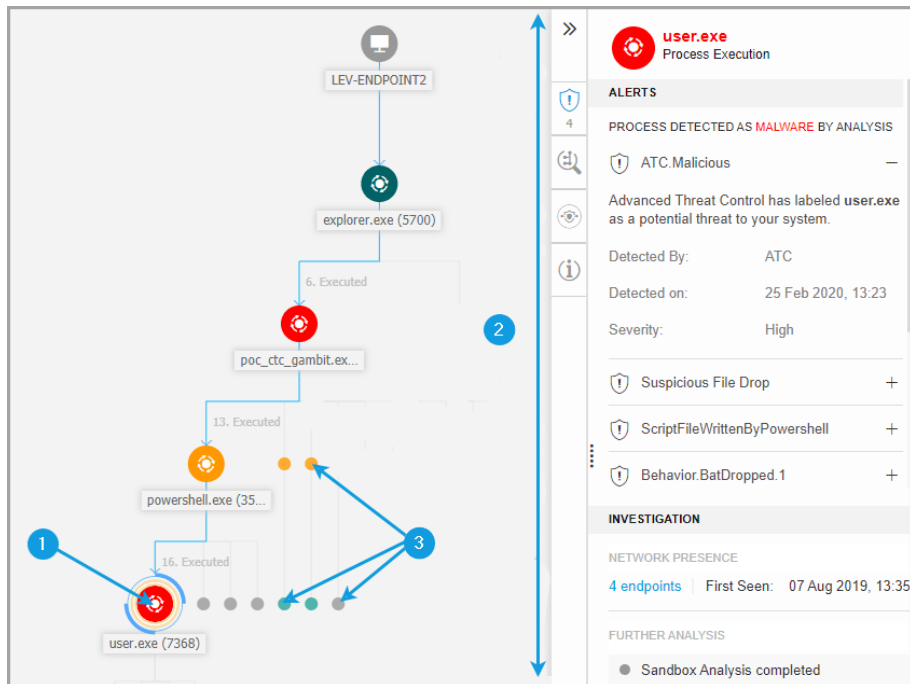 LEV-ENDPOINT2
explorer.exe (5700)
6. Executed
poc_ctc_gambit.ex...
13. Executed
powershell.exe (35...
16. Executed
user.exe (7368)
1
2
3
4
user.exe
Process Execution
ALERTS
PROCESS DETECTED AS MALWARE BY ANALYSIS
ATC.Malicious
Advanced Threat Control has labeled user.exe
as a potential threat to your system.
Detected By: ATC
Detected on: 25 Feb 2020, 13:23
Severity: High
Suspicious File Drop
ScriptFileWrittenByPowershell
Behavior.BatDropped.1
INVESTIGATION
NETWORK PRESENCE
4 endpoints First Seen: 07 Aug 2019, 13:35
FURTHER ANALYSIS
Sandbox Analysis completed